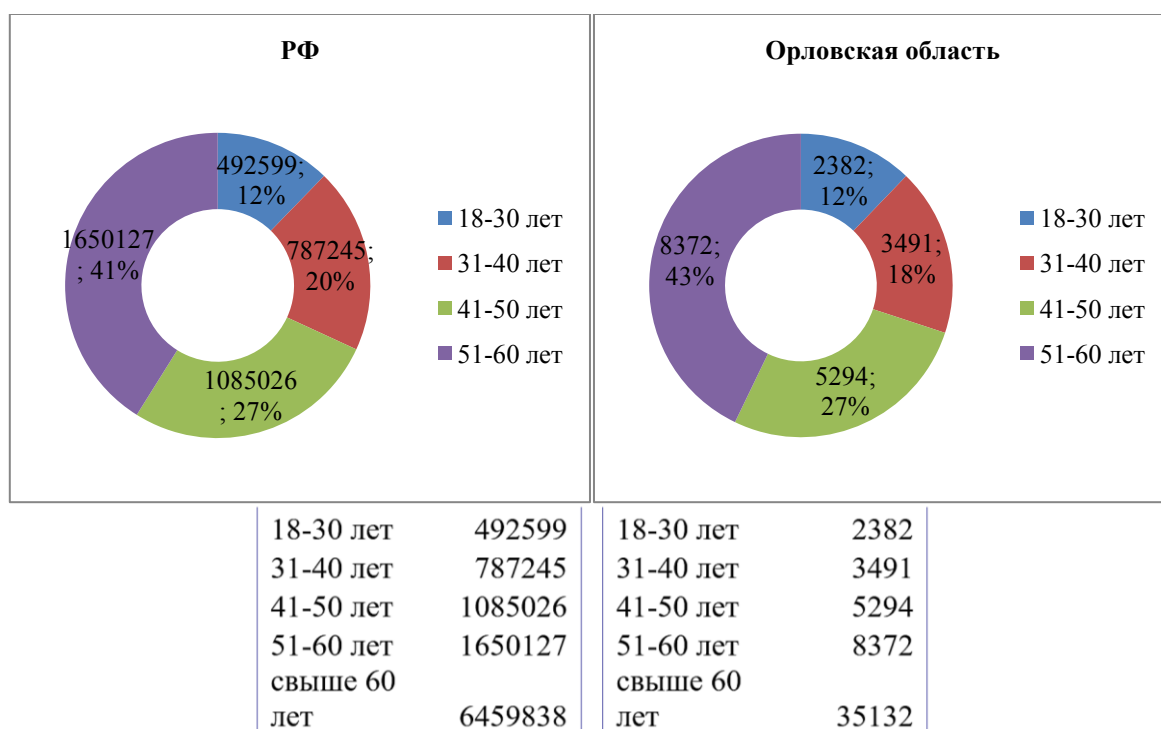 РФ
492599;
12%
787245;
20%
1085026
; 27%
1650127
; 41%
18-30 лет
31-40 лет
41-50 лет
51-60 лет
Орловская область
2382;
12%
3491;
18%
5294;
27%
8372;
43%
18-30 лет
31-40 лет
41-50 лет
51-60 лет
18-30 лет 492599
31-40 лет 787245
41-50 лет 1085026
51-60 лет 1650127
свыше 60
лет 6459838
18-30 лет 2382
31-40 лет 3491
41-50 лет 5294
51-60 лет 8372
свыше 60
лет 35132